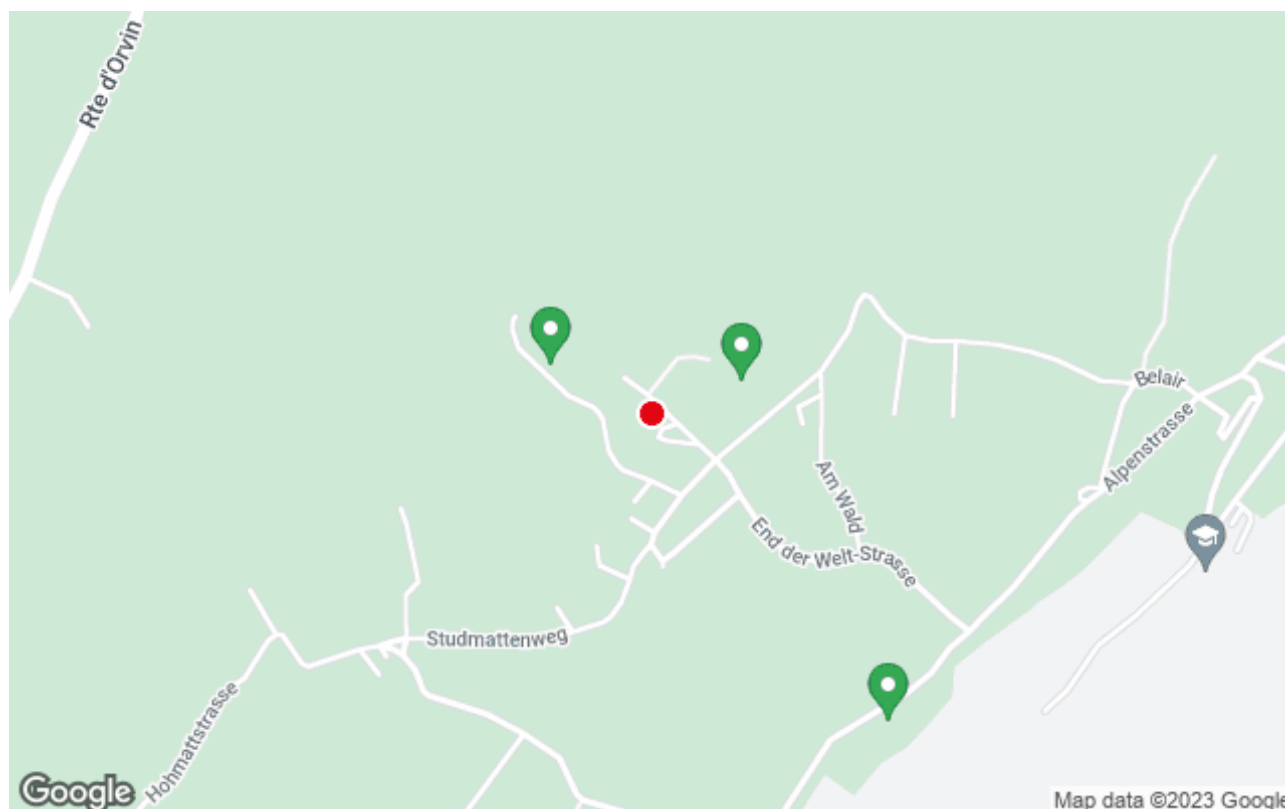 Rte d'Orvin
Belair
Alpenstrasse
Am Wald
End der Welt-Strasse
Studmattenweg
Hohmattstrasse
Google
Map data ©2023 Google